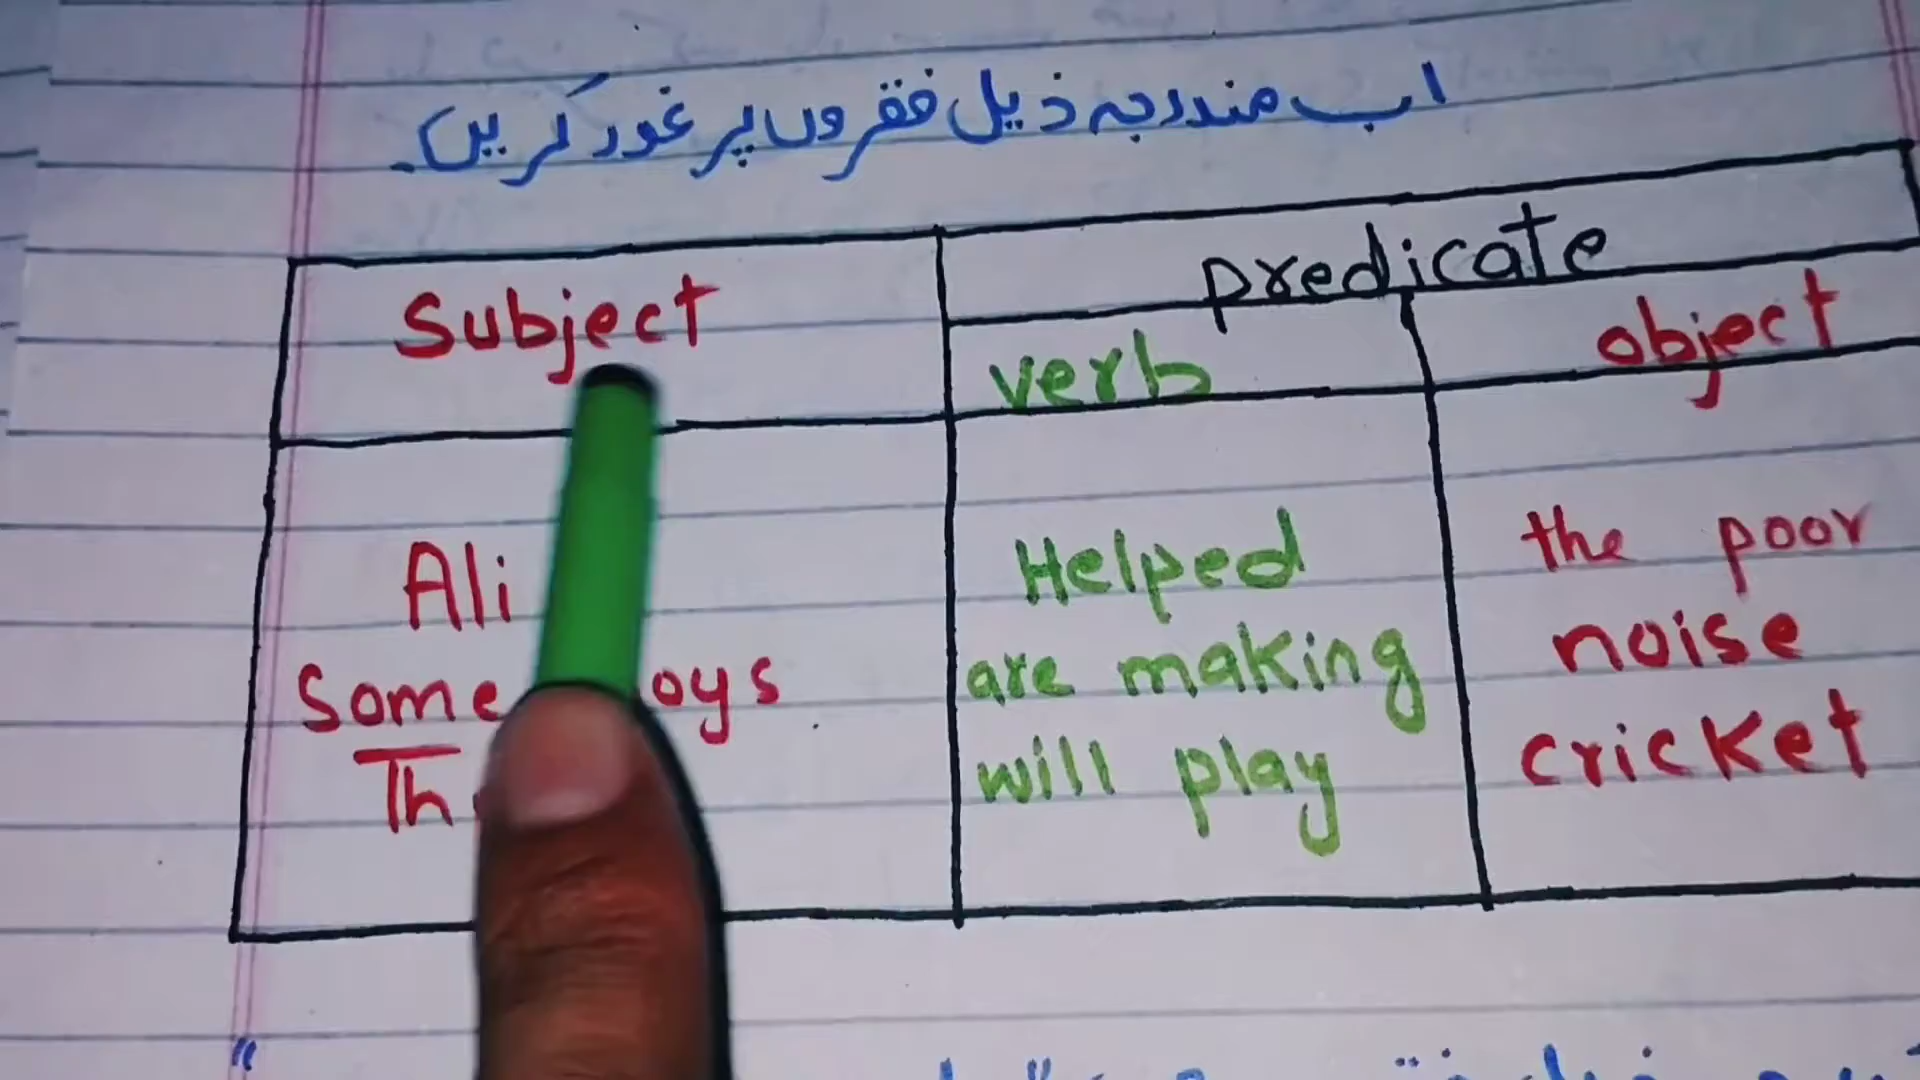 اب مندرجہ ذیل فقروں پر غور کریں۔
Subject predicate
verb object
Ali Helped the poor
Some are making noise
will play cricket